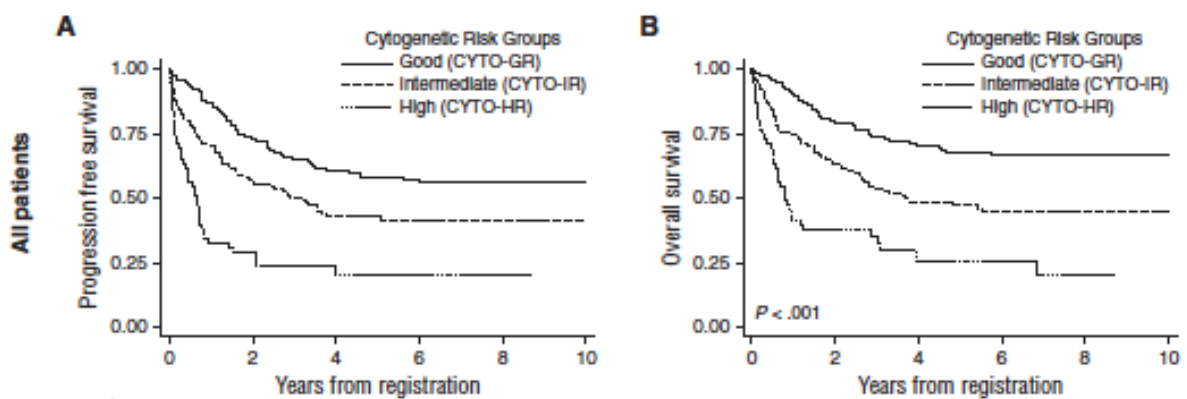 A
Cytogenetic Risk Groups
Good (CYTO-GR)
Intermediate (CYTO-IR)
High (CYTO-HR)
All patients
Progression free survival
1.00
0.75
0.50
0.25
0.00
0 2 4 6 8 10
Years from registration
B
Cytogenetic Risk Groups
Good (CYTO-GR)
Intermediate (CYTO-IR)
High (CYTO-HR)
Overall survival
1.00
0.75
0.50
0.25
0.00
P < .001
0 2 4 6 8 10
Years from registration